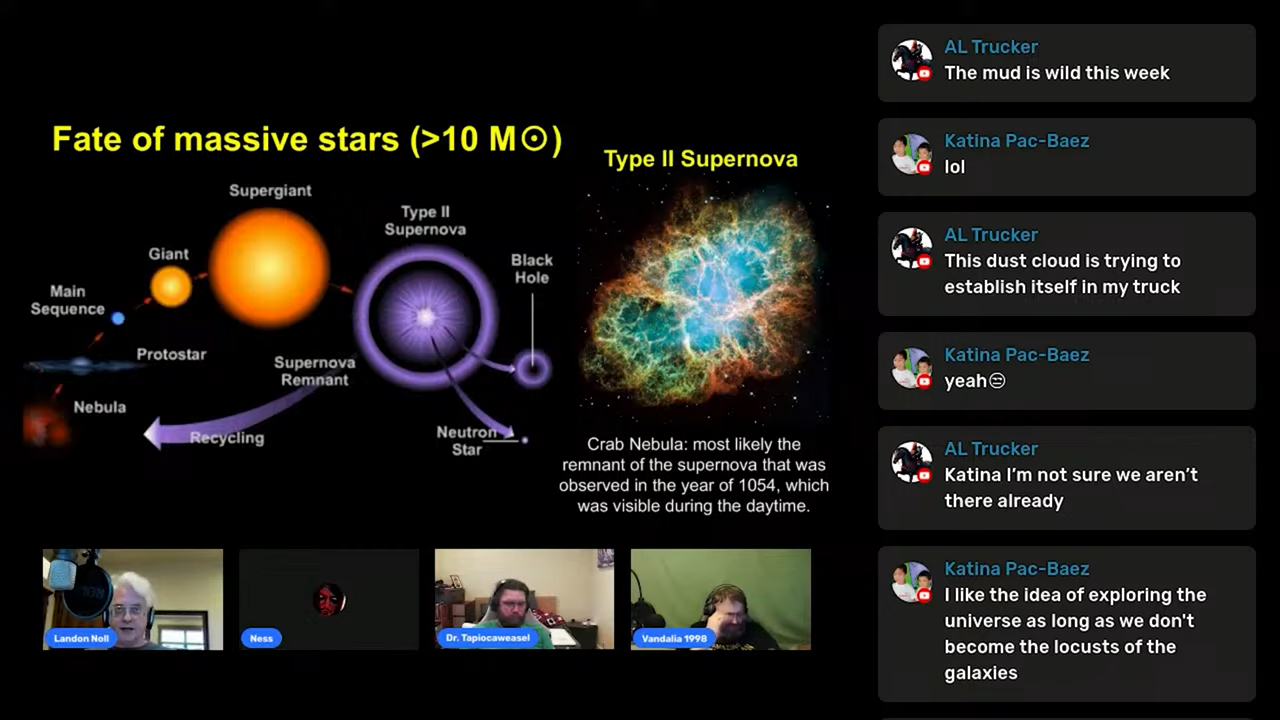 Fate of massive stars (>10 M⊙)
Type II Supernova
Supergiant
Type II
Supernova
Giant
Black
Hole
Main
Sequence
Protostar
Supernova
Remnant
Nebula
Recycling
Neutron
Star
Crab Nebula: most likely the
remnant of the supernova that was
observed in the year of 1054, which
was visible during the daytime.
Landon Noll
Ness
Dr. Tapiocaweasel
Vandalia 1998
AL Trucker
The mud is wild this week
Katina Pac-Baez
lol
AL Trucker
This dust cloud is trying to
establish itself in my truck
Katina Pac-Baez
yeah😒
AL Trucker
Katina I’m not sure we aren’t
there already
Katina Pac-Baez
I like the idea of exploring the
universe as long as we don't
become the locusts of the
galaxies